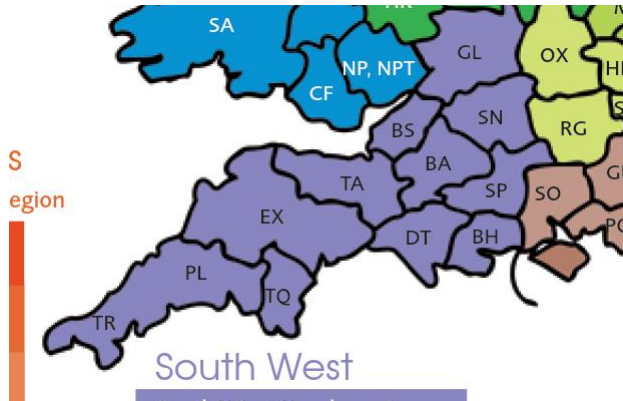 SA
GL
OX
NP, NPT
CF
BS
SN
RG
S
BA
egion
TA
SP
SO
EX
DT
BH
PL
TQ
TR
South West